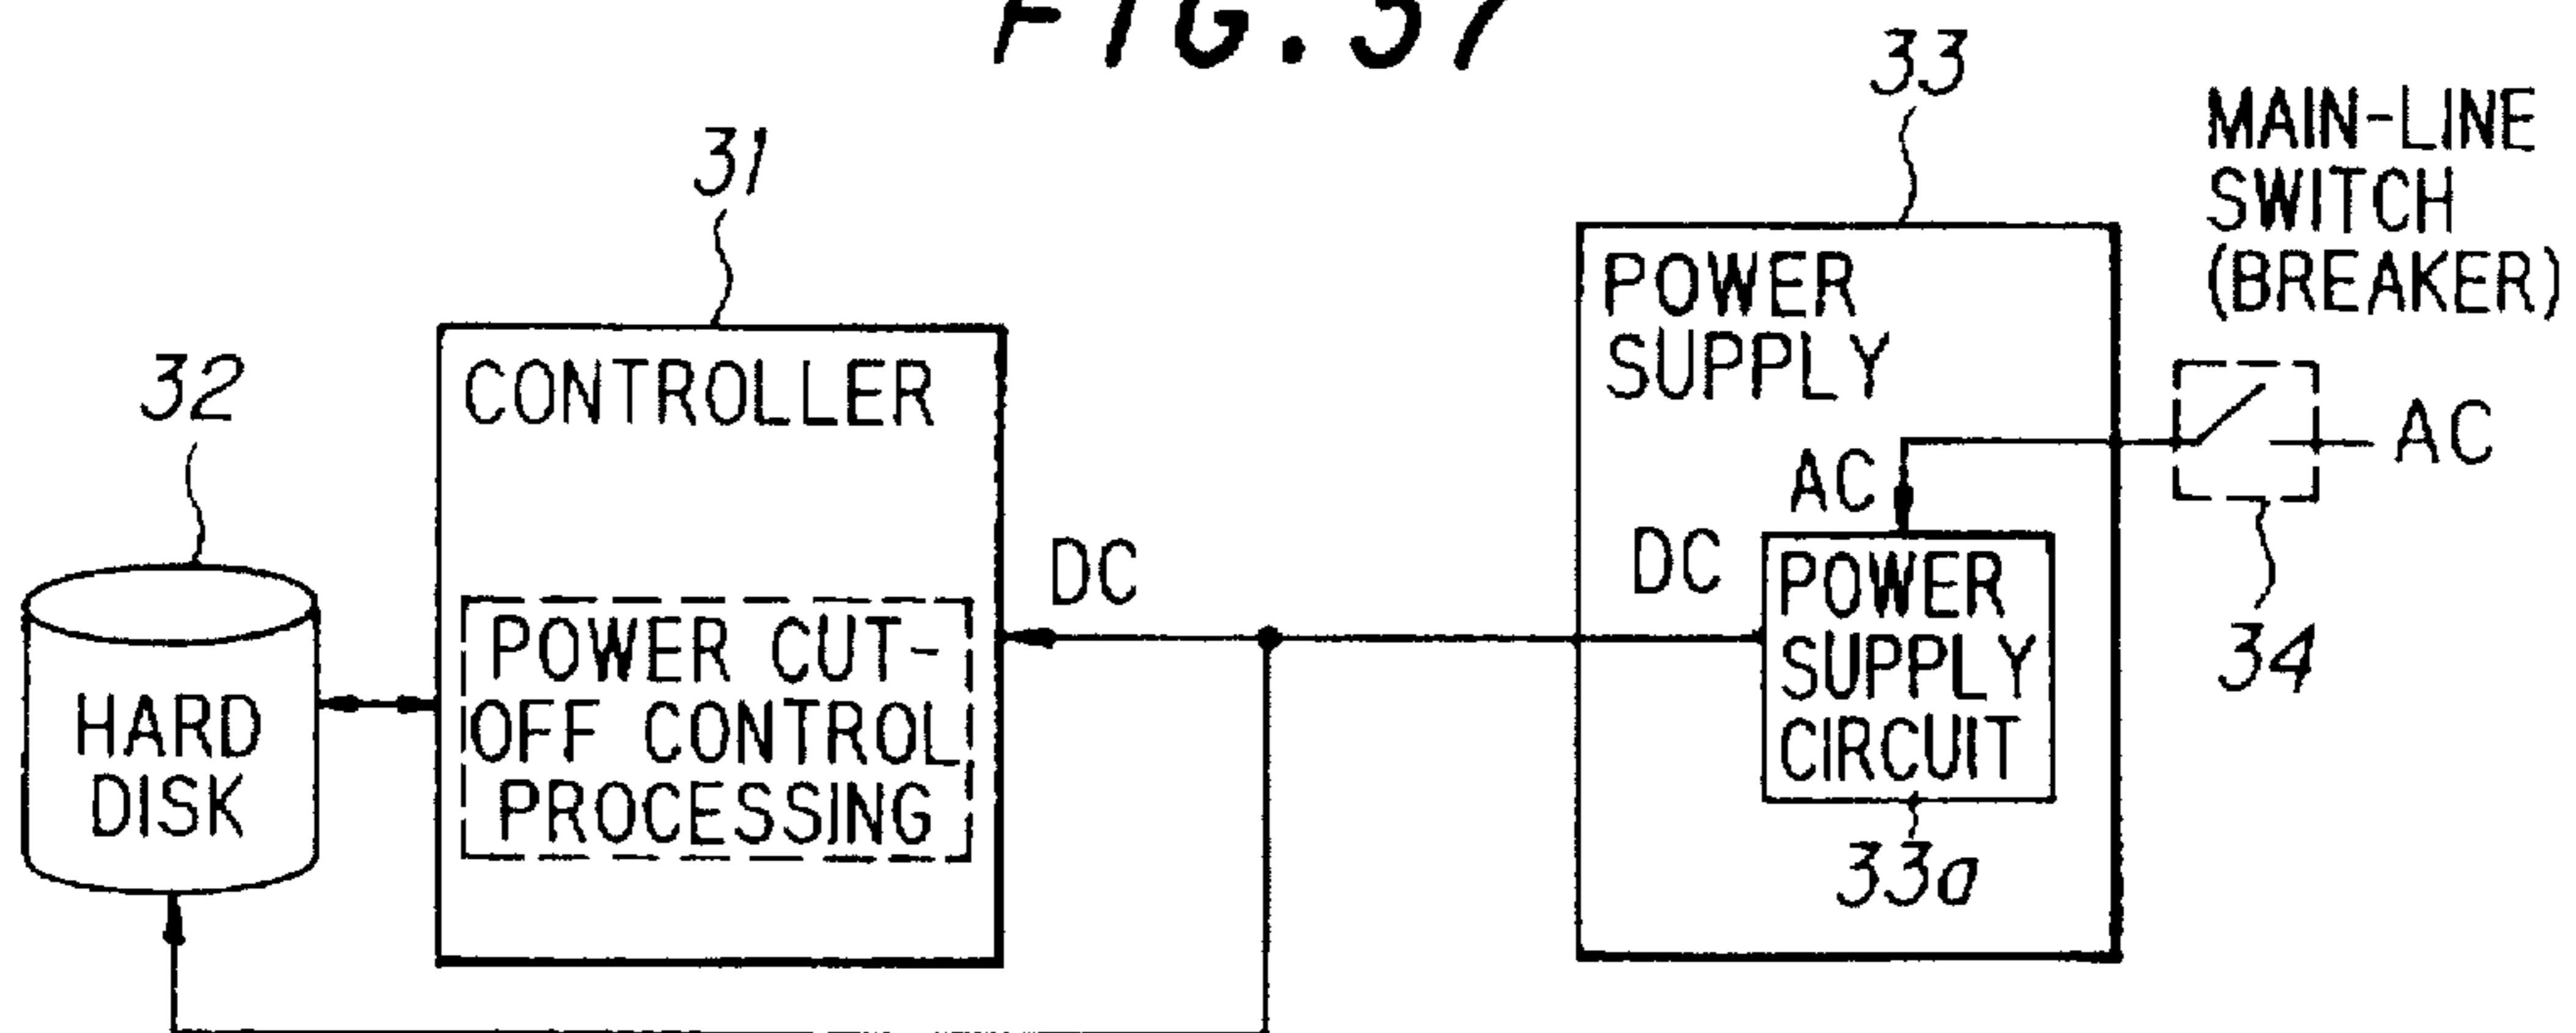 FIG. 37
33
MAIN-LINE
SWITCH
(BREAKER)
31
POWER
SUPPLY
32
CONTROLLER
AC
AC
DC
DC
POWER
SUPPLY
CIRCUIT
POWER CUT-
OFF CONTROL
PROCESSING
34
HARD
DISK
33a